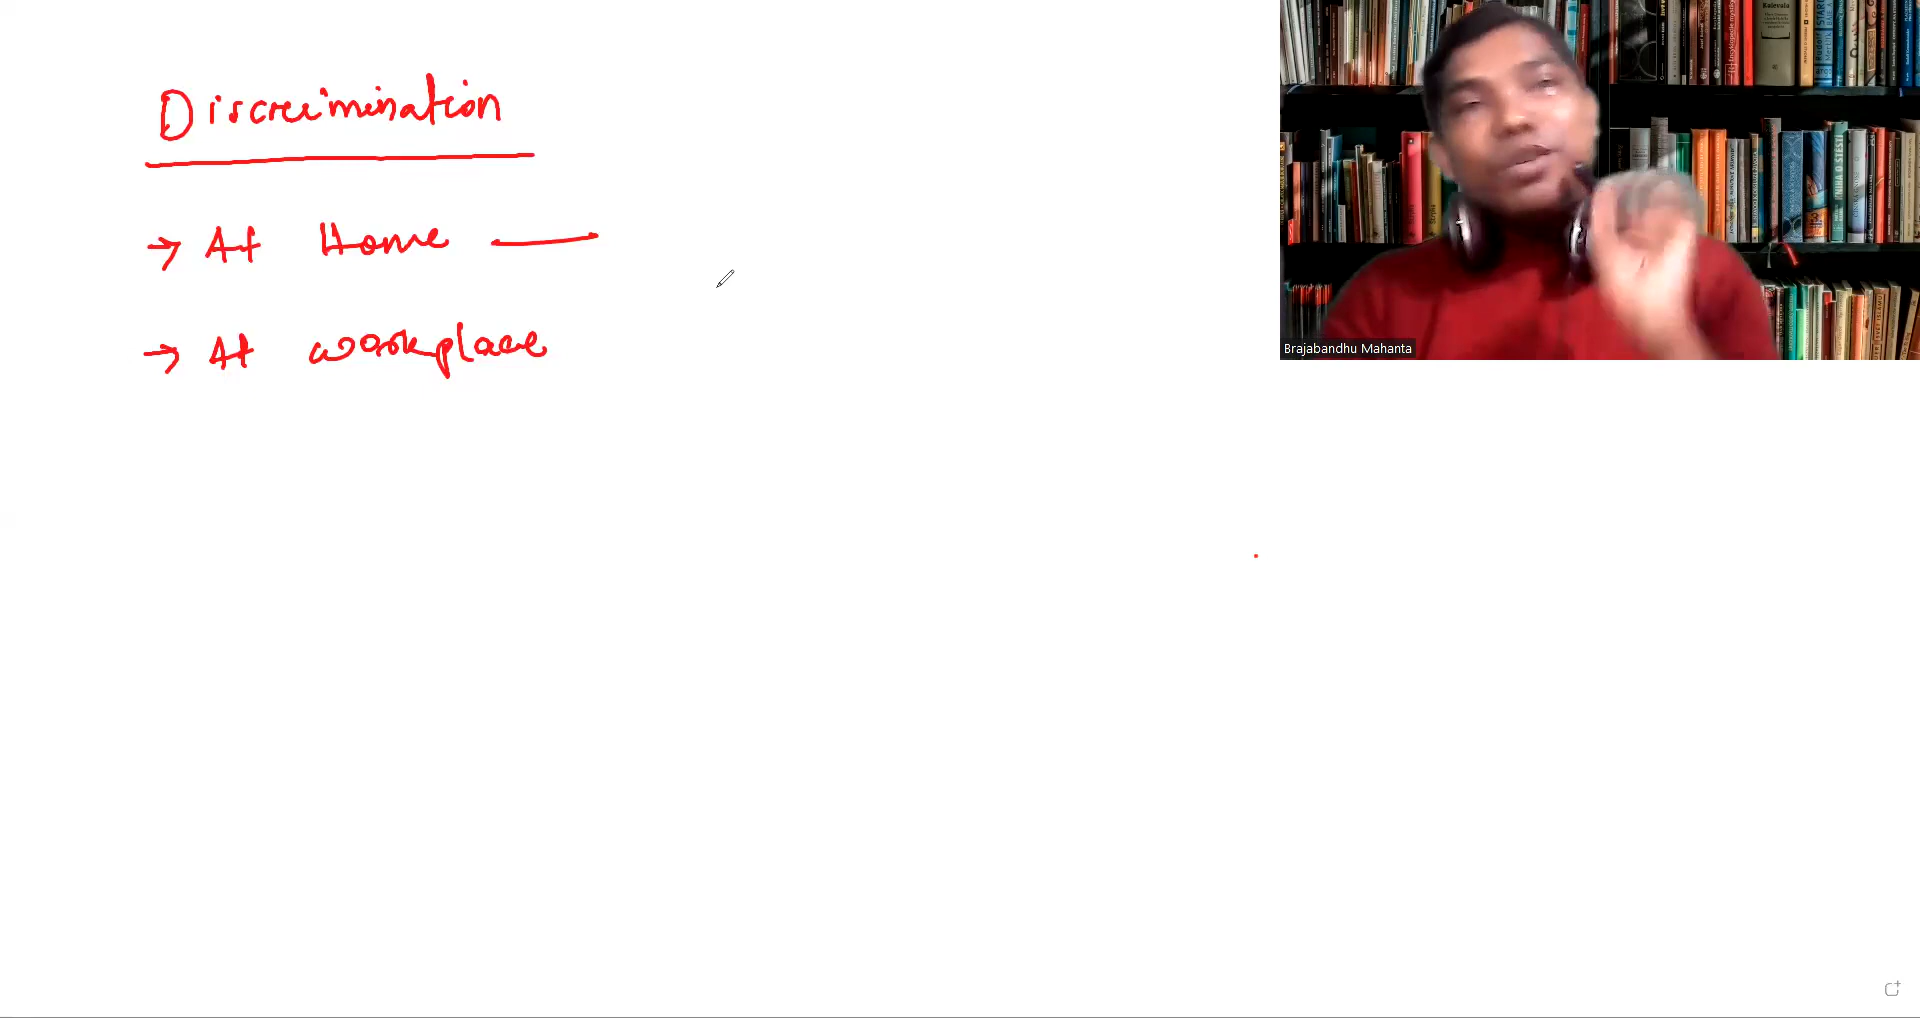 Discrimination
→ At Home —
→ At workplace
Brajabandhu Mahanta